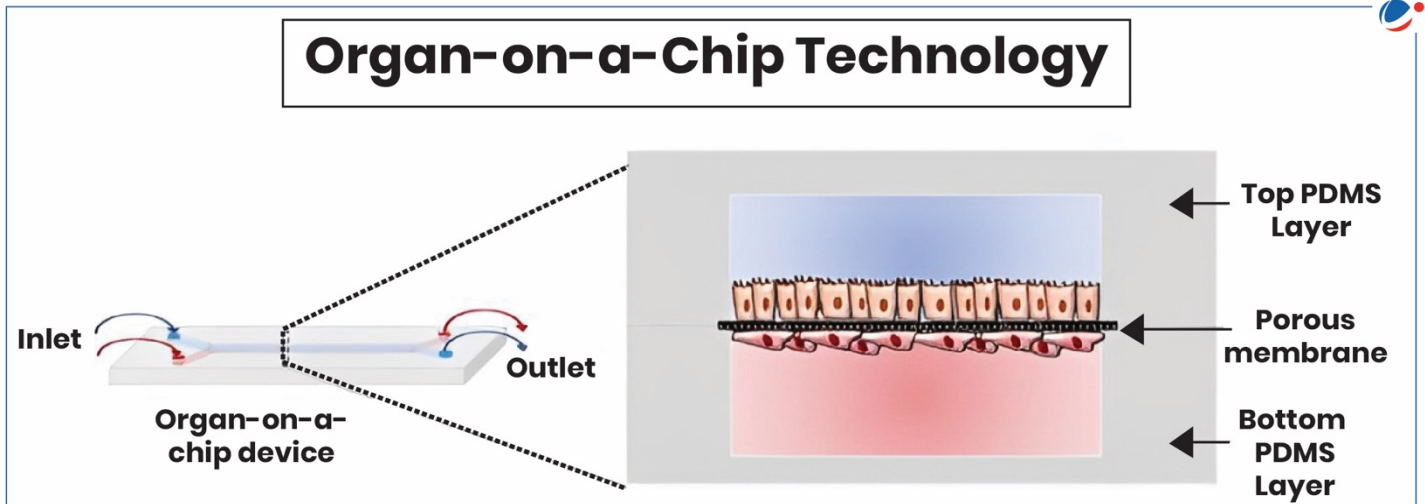 Organ-on-a-Chip Technology
Inlet
Outlet
Organ-on-a-
chip device
Top PDMS
Layer
Porous
membrane
Bottom
PDMS
Layer